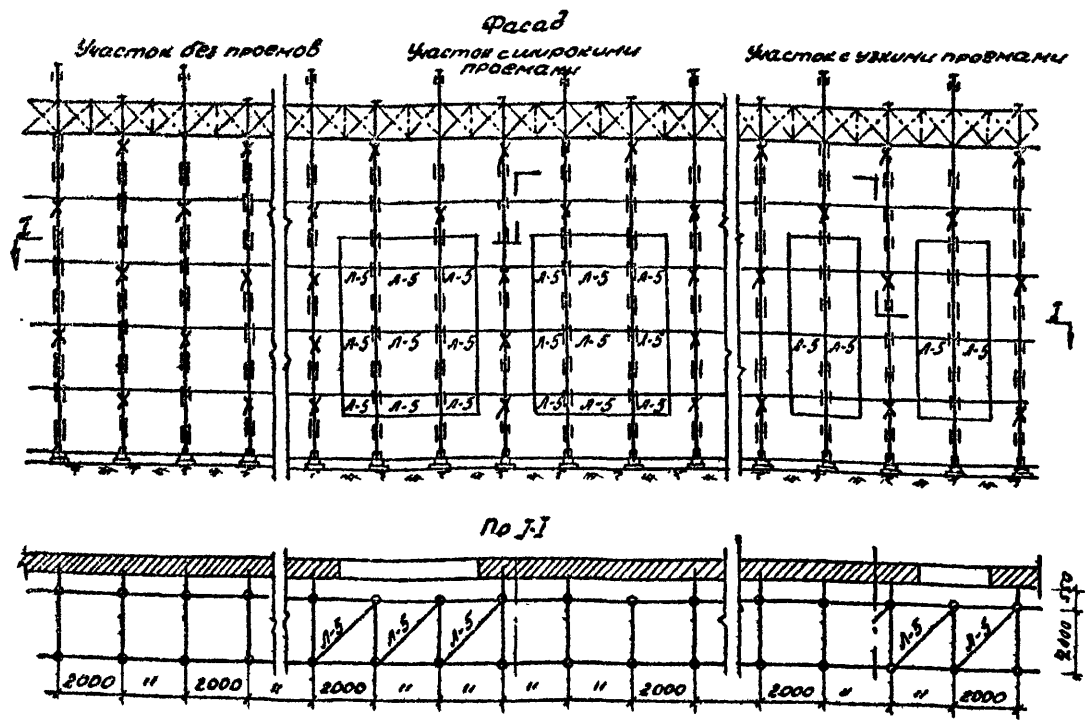 Фасад
Участок без проемов
Участок с широкими
проемами
Участок с узкими проемами
I
Л-5 Л-5 Л-5 Л-5 Л-5 Л-5
I
Л-5 Л-5 Л-5 Л-5 Л-5 Л-5 Л-5 Л-5 Л-5 Л-5
Л-5 Л-5 Л-5 Л-5 Л-5 Л-5
По I-I
550
Л-5 Л-5 Л-5 Л-5 Л-5
2000
2000 " 2000 " 2000 " " " " 2000 2000 " " 2000